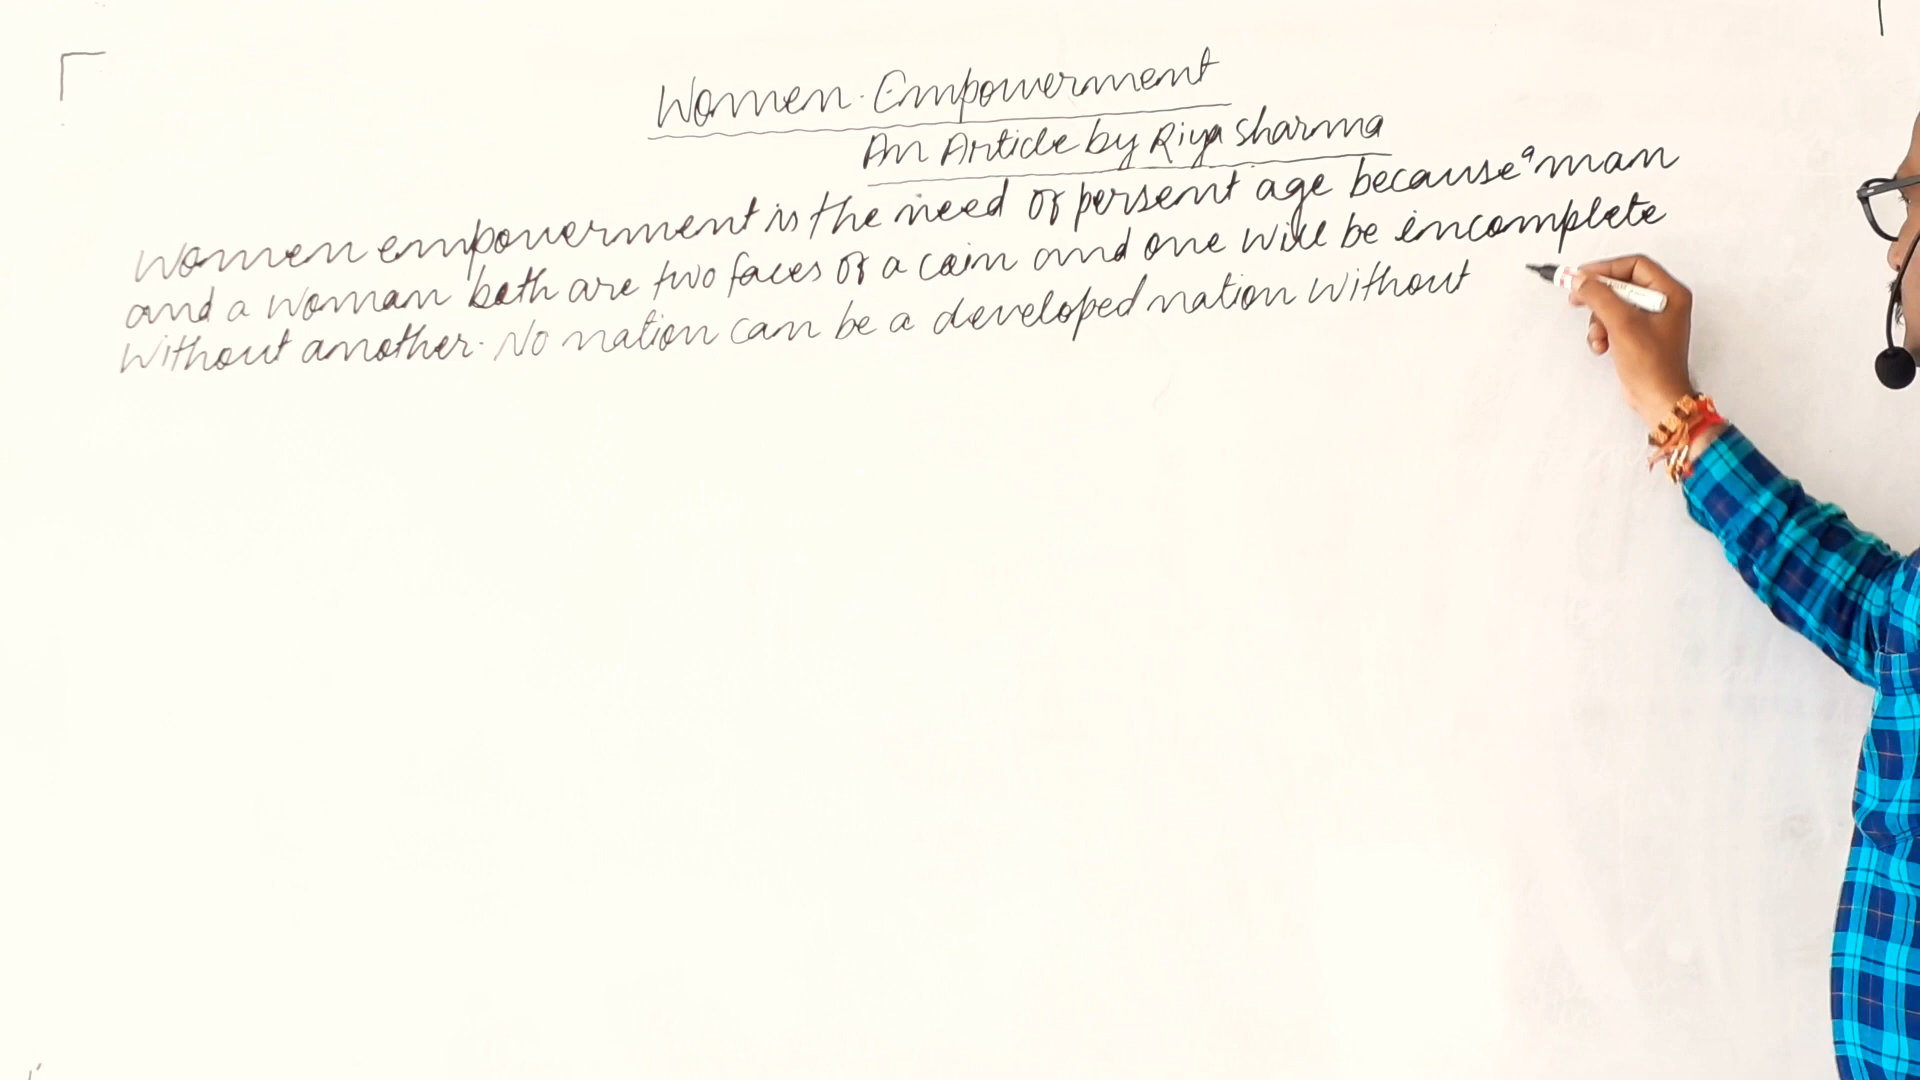 Women Empowerment
An Article by Riya Sharma
Women empowerment is the need of persent age because a man
and a woman both are two faces of a coin and one will be incomplete
without another. No nation can be a developed nation without